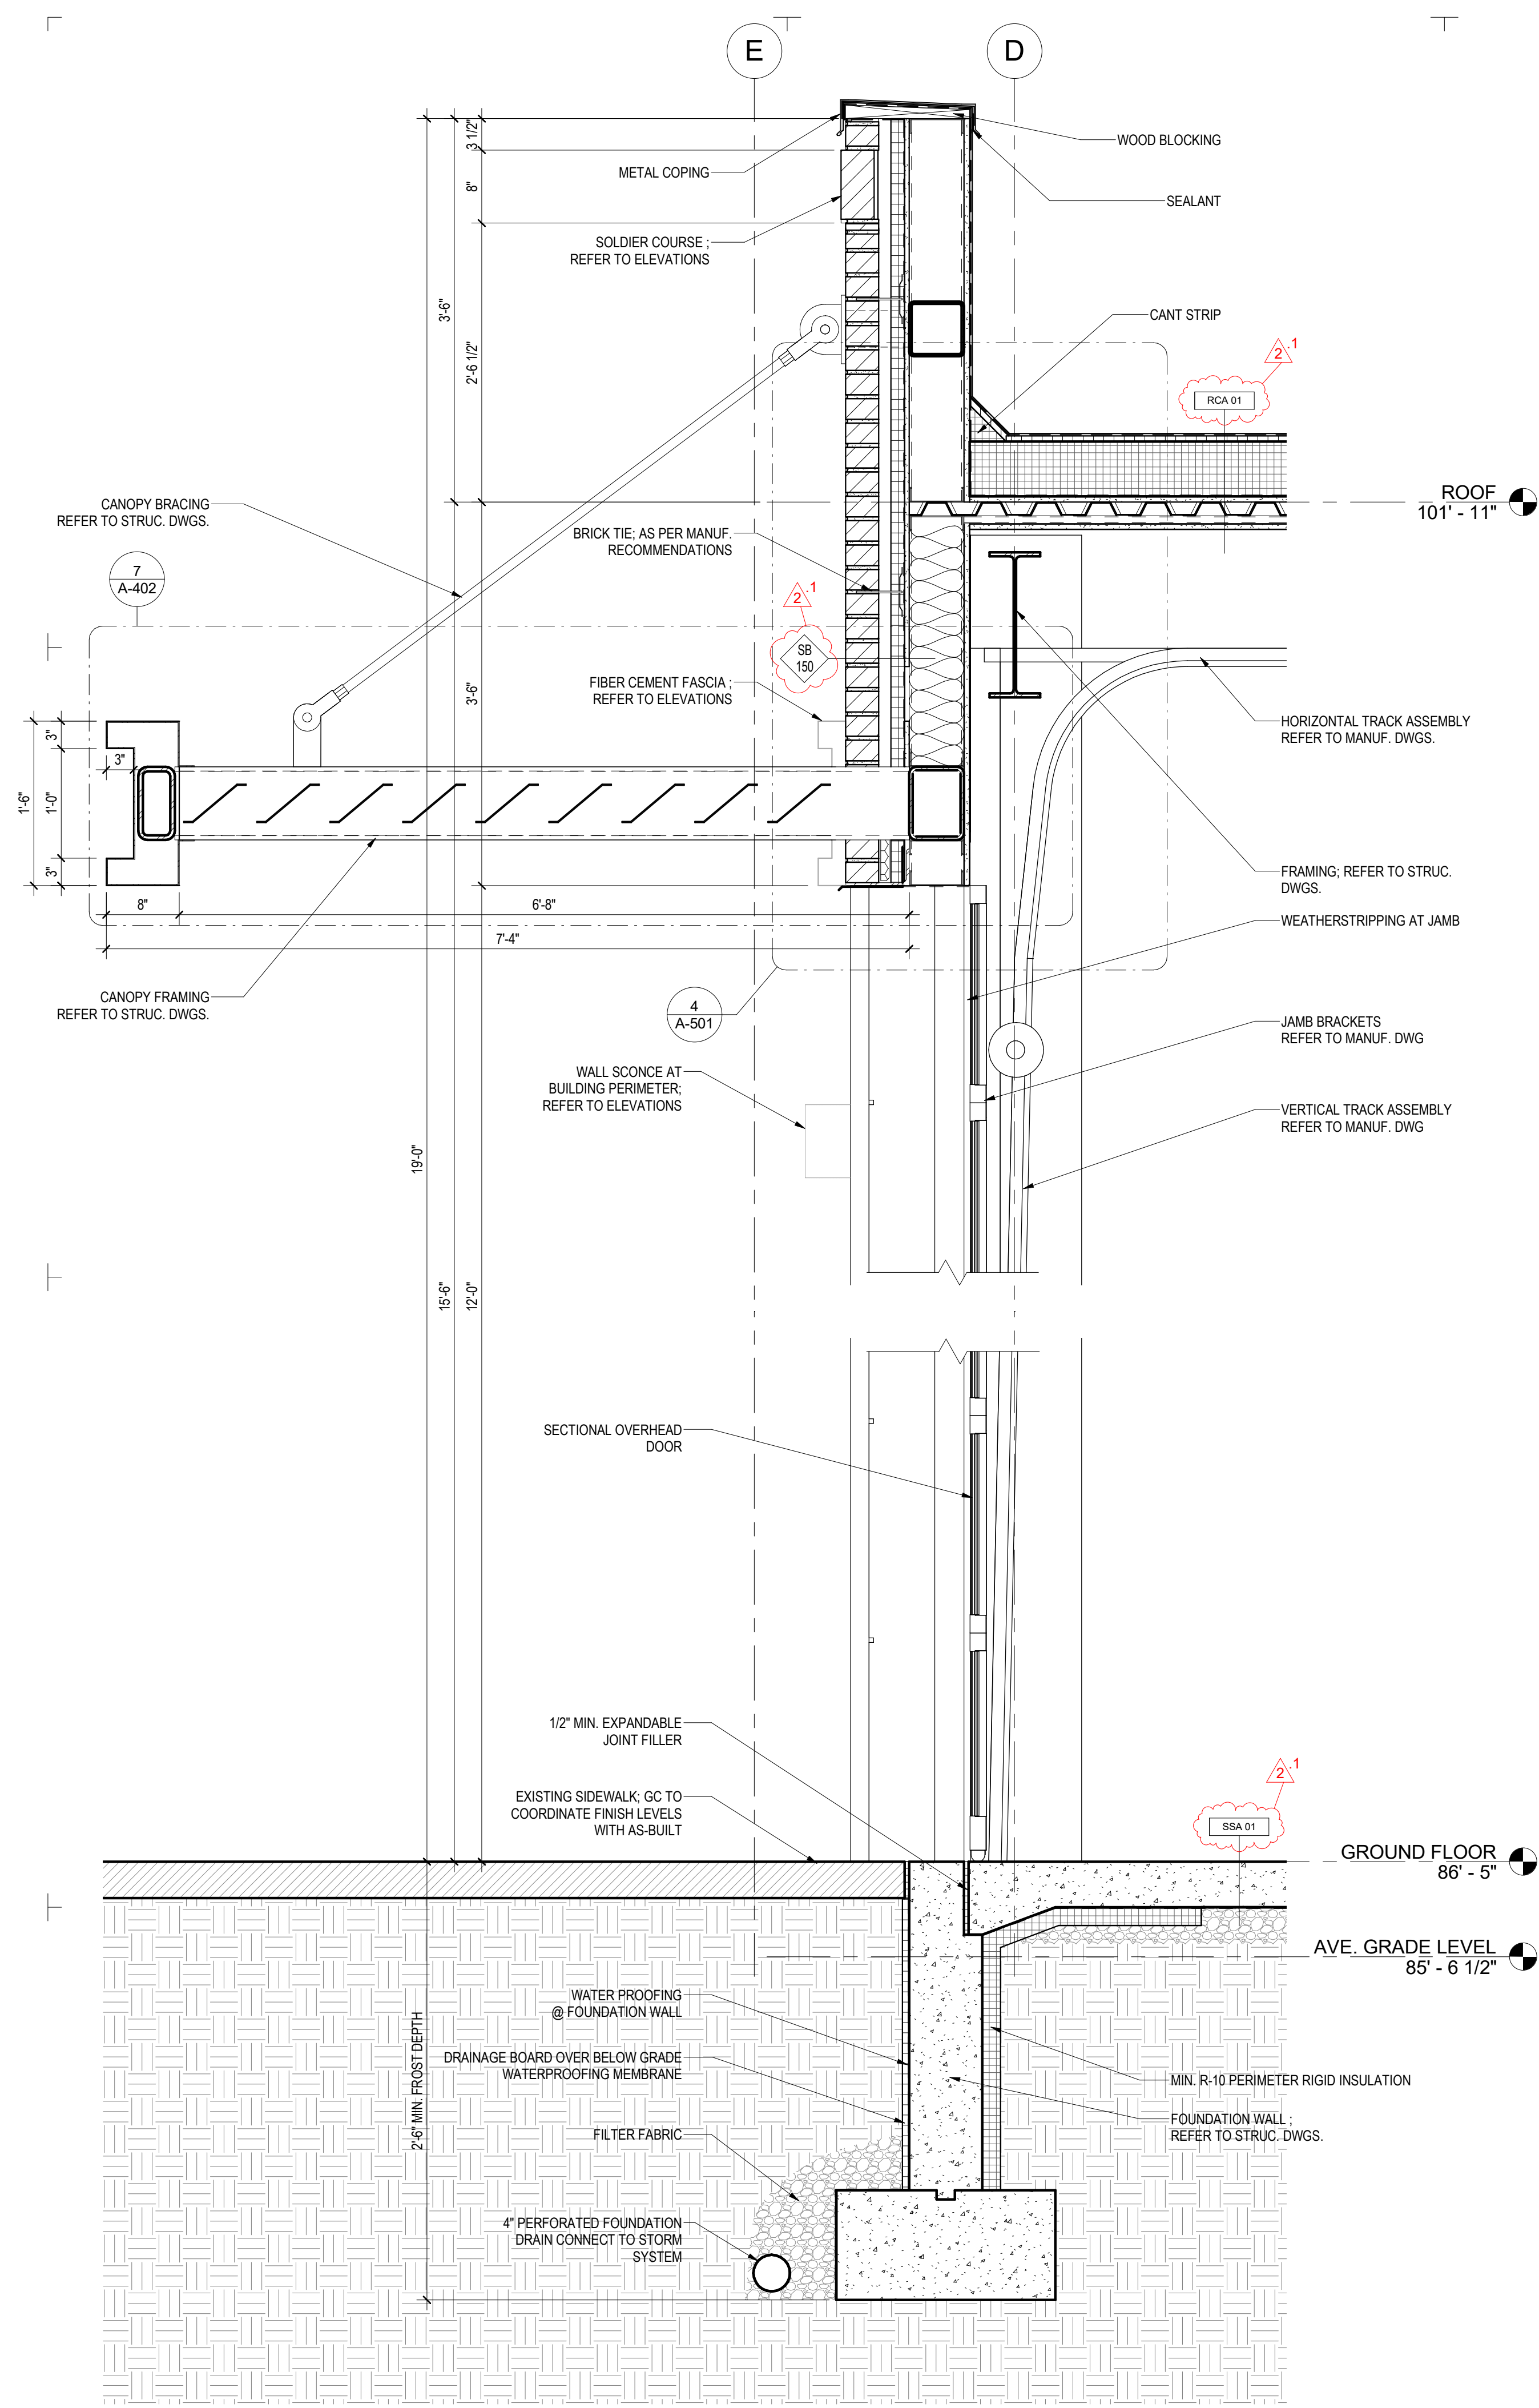 E
D
3 1/2"
METAL COPING
WOOD BLOCKING
8"
SEALANT
SOLDIER COURSE ;
REFER TO ELEVATIONS
3'-6"
2'-6 1/2"
CANT STRIP
2 .1
RCA 01
CANOPY BRACING
REFER TO STRUC. DWGS.
ROOF
101' - 11"
BRICK TIE; AS PER MANUF.
RECOMMENDATIONS
7
A-402
2 .1
SB
150
FIBER CEMENT FASCIA ;
REFER TO ELEVATIONS
3'-6"
HORIZONTAL TRACK ASSEMBLY
REFER TO MANUF. DWGS.
3"
3"
1'-6"
1'-0"
3"
FRAMING; REFER TO STRUC.
DWGS.
8"
6'-8"
WEATHERSTRIPPING AT JAMB
7'-4"
CANOPY FRAMING
REFER TO STRUC. DWGS.
4
A-501
JAMB BRACKETS
REFER TO MANUF. DWG
WALL SCONCE AT
BUILDING PERIMETER;
REFER TO ELEVATIONS
VERTICAL TRACK ASSEMBLY
REFER TO MANUF. DWG
19'-0"
15'-6"
12'-0"
SECTIONAL OVERHEAD
DOOR
1/2" MIN. EXPANDABLE
JOINT FILLER
2 .1
SSA 01
EXISTING SIDEWALK; GC TO
COORDINATE FINISH LEVELS
WITH AS-BUILT
GROUND FLOOR
86' - 5"
AVE. GRADE LEVEL
85' - 6 1/2"
WATER PROOFING
@ FOUNDATION WALL
2'-6" MIN. FROST DEPTH
DRAINAGE BOARD OVER BELOW GRADE
WATERPROOFING MEMBRANE
MIN. R-10 PERIMETER RIGID INSULATION
FOUNDATION WALL ;
REFER TO STRUC. DWGS.
FILTER FABRIC
4" PERFORATED FOUNDATION
DRAIN CONNECT TO STORM
SYSTEM